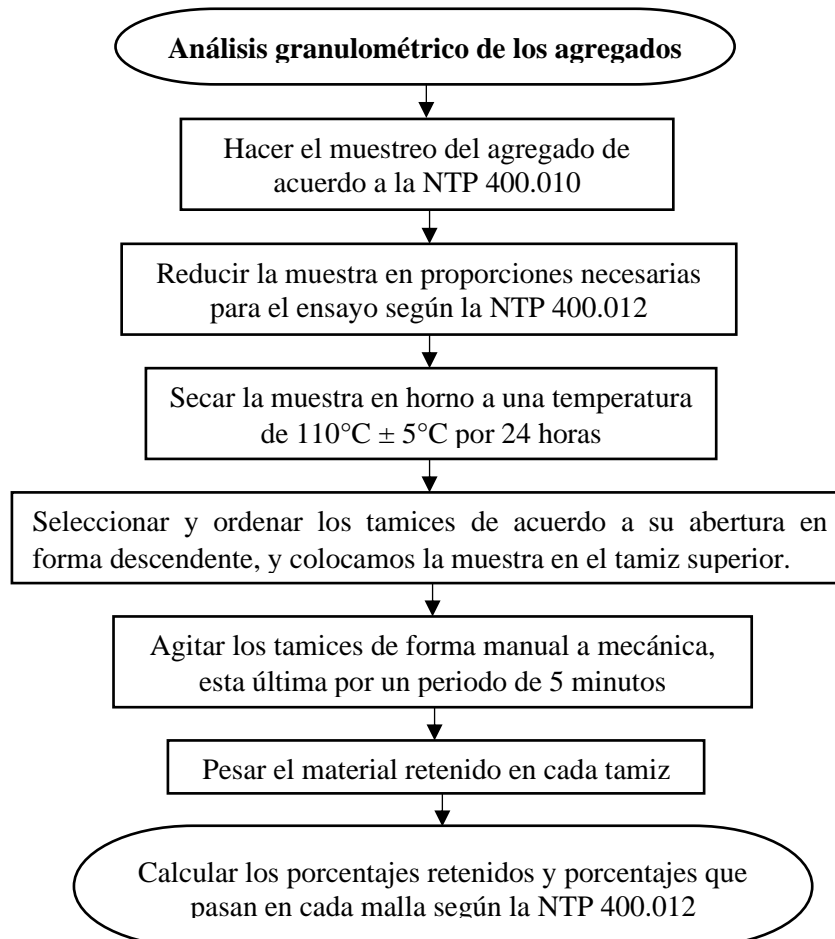 Análisis granulométrico de los agregados
Hacer el muestreo del agregado de
acuerdo a la NTP 400.010
Reducir la muestra en proporciones necesarias
para el ensayo según la NTP 400.012
Secar la muestra en horno a una temperatura
de 110°C ± 5°C por 24 horas
Seleccionar y ordenar los tamices de acuerdo a su abertura en
forma descendente, y colocamos la muestra en el tamiz superior.
Agitar los tamices de forma manual a mecánica,
esta última por un periodo de 5 minutos
Pesar el material retenido en cada tamiz
Calcular los porcentajes retenidos y porcentajes que
pasan en cada malla según la NTP 400.012